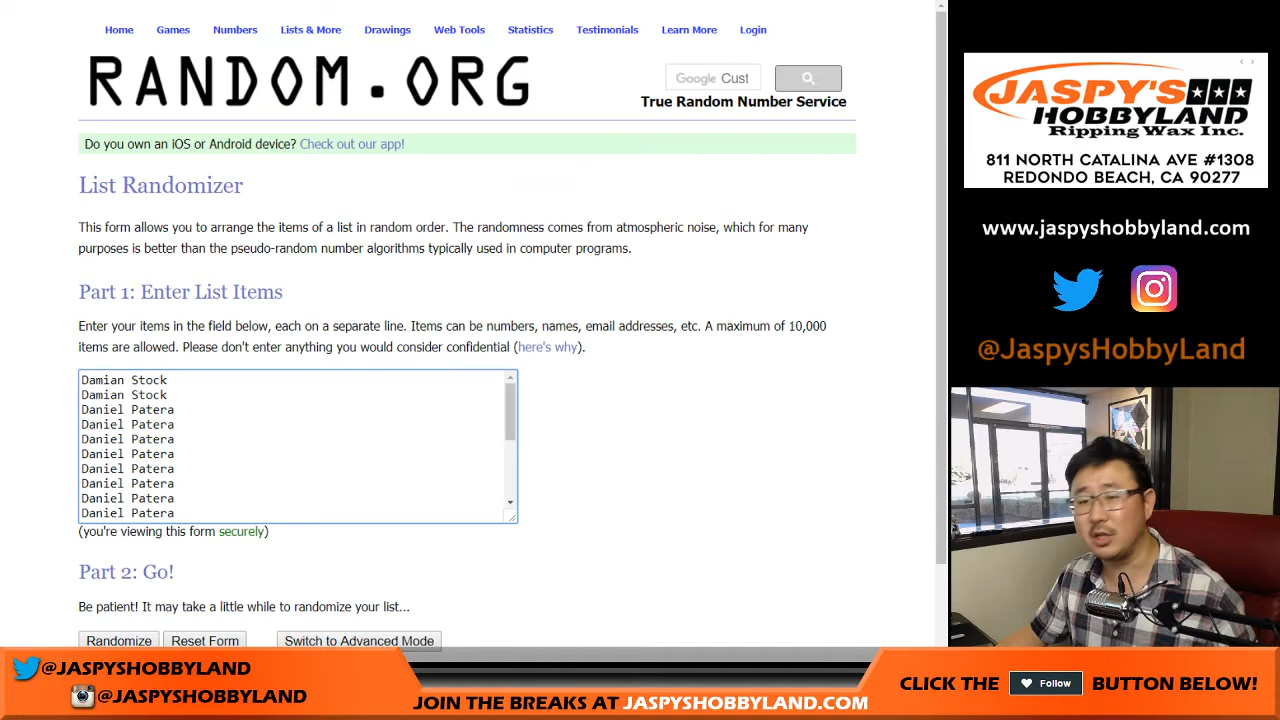 Home Games Numbers Lists & More Drawings Web Tools Statistics Testimonials Learn More Login
RANDOM.ORG
Google Cust
True Random Number Service
Do you own an iOS or Android device? Check out our app!
List Randomizer
This form allows you to arrange the items of a list in random order. The randomness comes from atmospheric noise, which for many
purposes is better than the pseudo-random number algorithms typically used in computer programs.
Part 1: Enter List Items
Enter your items in the field below, each on a separate line. Items can be numbers, names, email addresses, etc. A maximum of 10,000
items are allowed. Please don't enter anything you would consider confidential (here's why).
Damian Stock
Damian Stock
Daniel Patera
Daniel Patera
Daniel Patera
Daniel Patera
Daniel Patera
Daniel Patera
Daniel Patera
Daniel Patera
(you're viewing this form securely)
Part 2: Go!
Be patient! It may take a little while to randomize your list...
Randomize Reset Form Switch to Advanced Mode
JASPY'S
HOBBYLAND
Ripping Wax Inc.
811 NORTH CATALINA AVE #1308
REDONDO BEACH, CA 90277
www.jaspyshobbyland.com
@JaspysHobbyLand
@JASPYSHOBBYLAND
@JASPYSHOBBYLAND
JOIN THE BREAKS AT JASPYSHOBBYLAND.COM
CLICK THE Follow BUTTON BELOW!